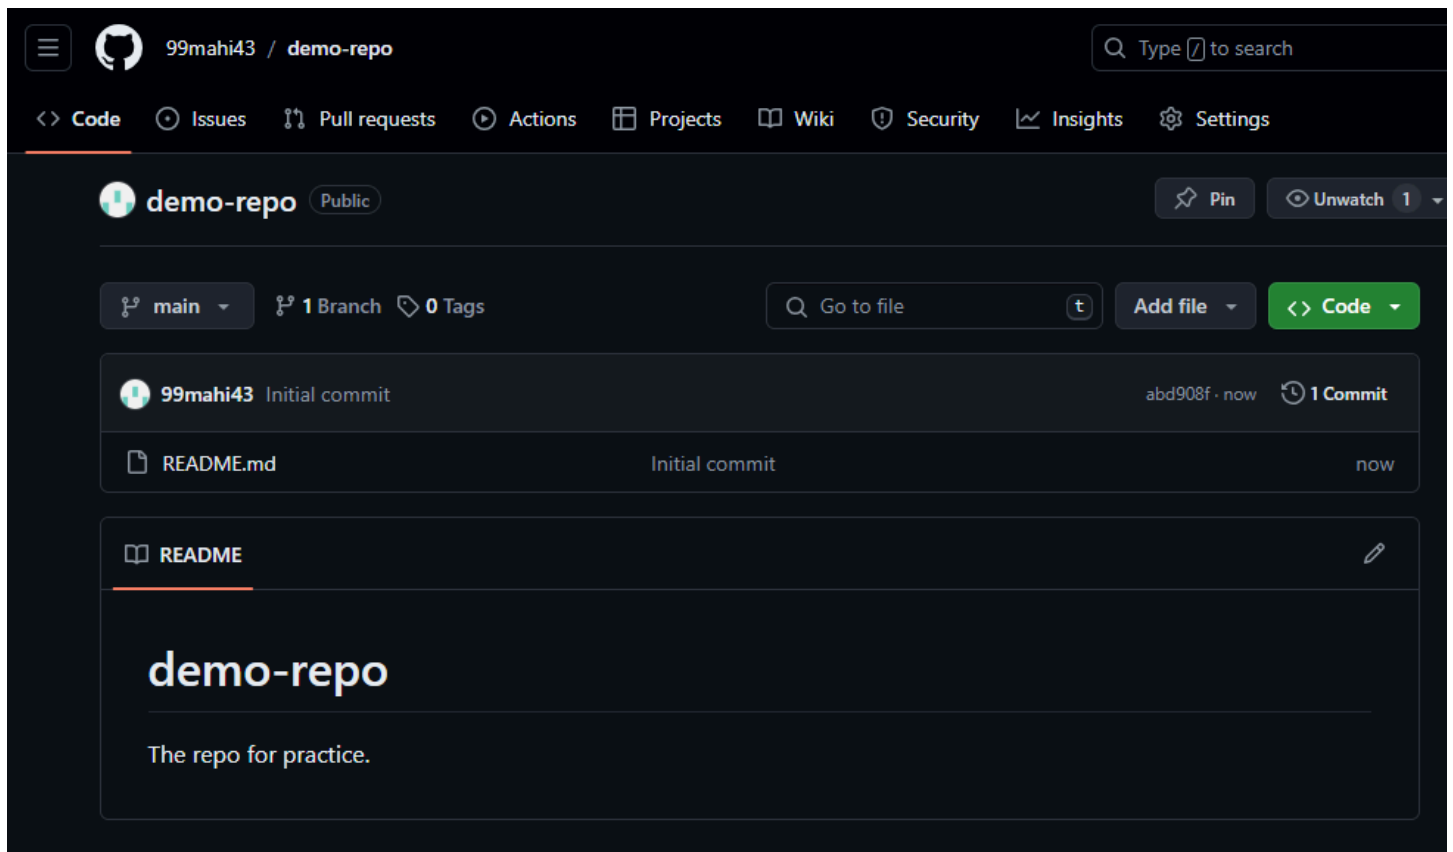 99mahi43 / demo-repo
Type / to search
<> Code Issues Pull requests Actions Projects Wiki Security Insights Settings
demo-repo Public
Pin Unwatch 1
main 1 Branch 0 Tags
Go to file t Add file <> Code
99mahi43 Initial commit abd908f · now 1 Commit
README.md Initial commit now
README
demo-repo
The repo for practice.